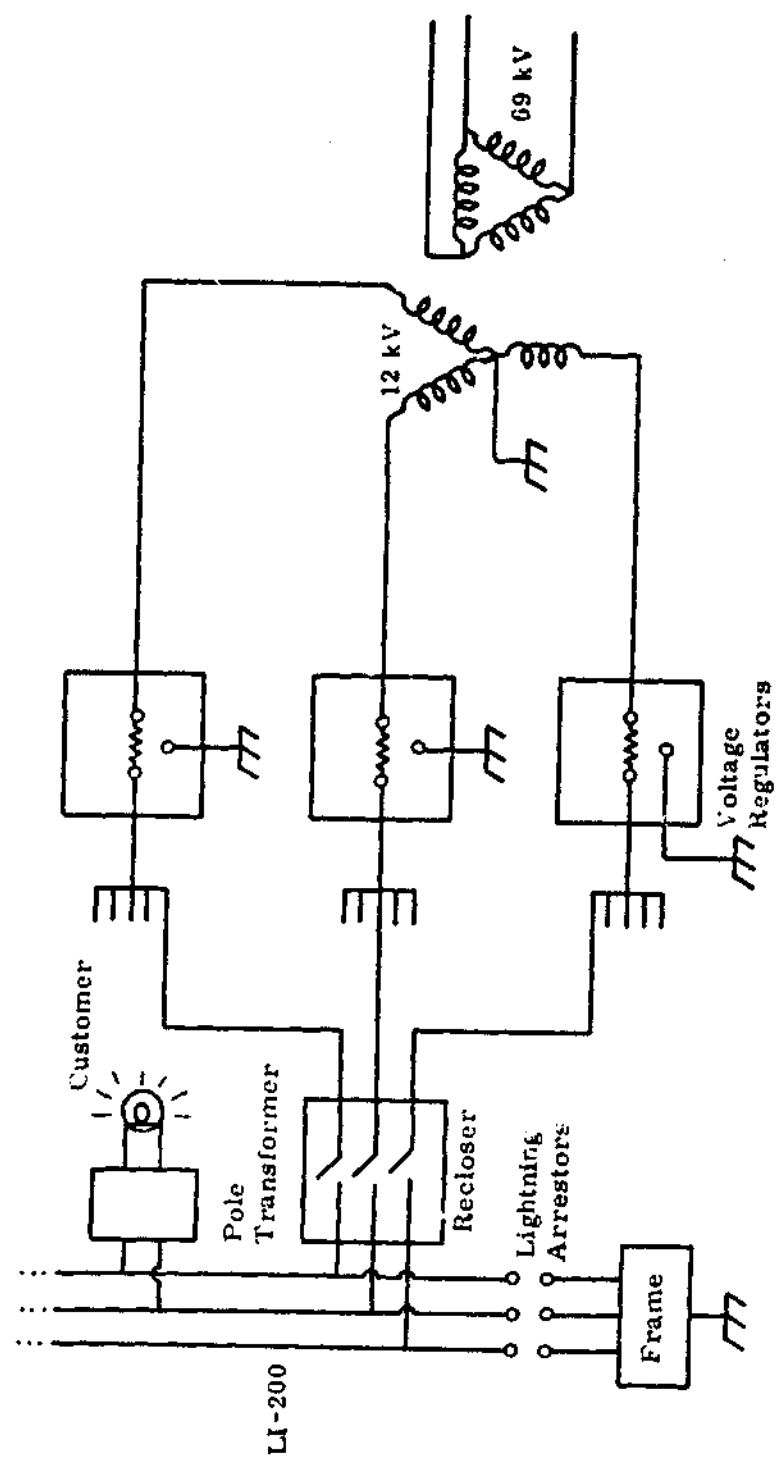 Customer
Pole
Transformer
Recloser
Lightning
Arrestors
Frame
LI-200
Voltage
Regulators
12 kV
69 kV